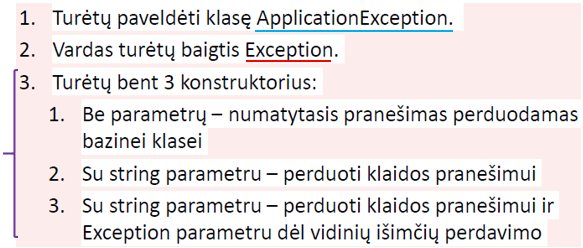 1. Turėtų paveldėti klasę ApplicationException.
2. Vardas turėtų baigtis Exception.
3. Turėtų bent 3 konstruktorius:
1. Be parametrų – numatytasis pranešimas perduodamas
bazinei klasei
2. Su string parametru – perduoti klaidos pranešimui
3. Su string parametru – perduoti klaidos pranešimui ir
Exception parametru dėl vidinių išimčių perdavimo